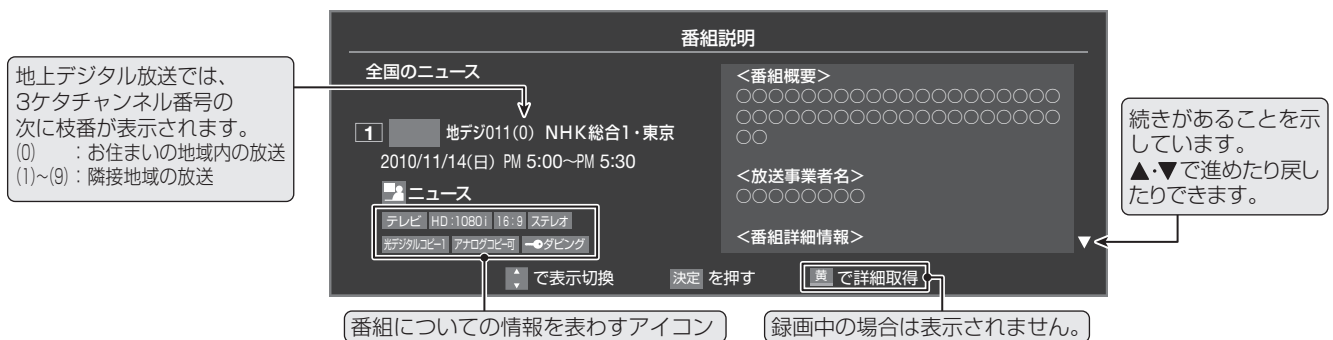 番組説明
地上デジタル放送では、
3ケタチャンネル番号の
次に枝番が表示されます。
(0)　：お住まいの地域内の放送
(1)~(9)：隣接地域の放送
全国のニュース
1 地デジ011(0) NHK総合1・東京
2010/11/14(日) PM 5:00～PM 5:30
ニュース
テレビ HD:1080i 16:9 ステレオ
光デジタルコピー1 アナログコピー可 ダビング
<番組概要>
○○○○○○○○○○○○○○○○○○○○
○○○○○○○○○○○○○○○○○○○○
○○
<放送事業者名>
○○○○○○○○
<番組詳細情報>
▼
続きがあることを示
しています。
▲・▼で進めたり戻し
たりできます。
で表示切換 決定 を押す 黄 で詳細取得
番組についての情報を表わすアイコン
録画中の場合は表示されません。